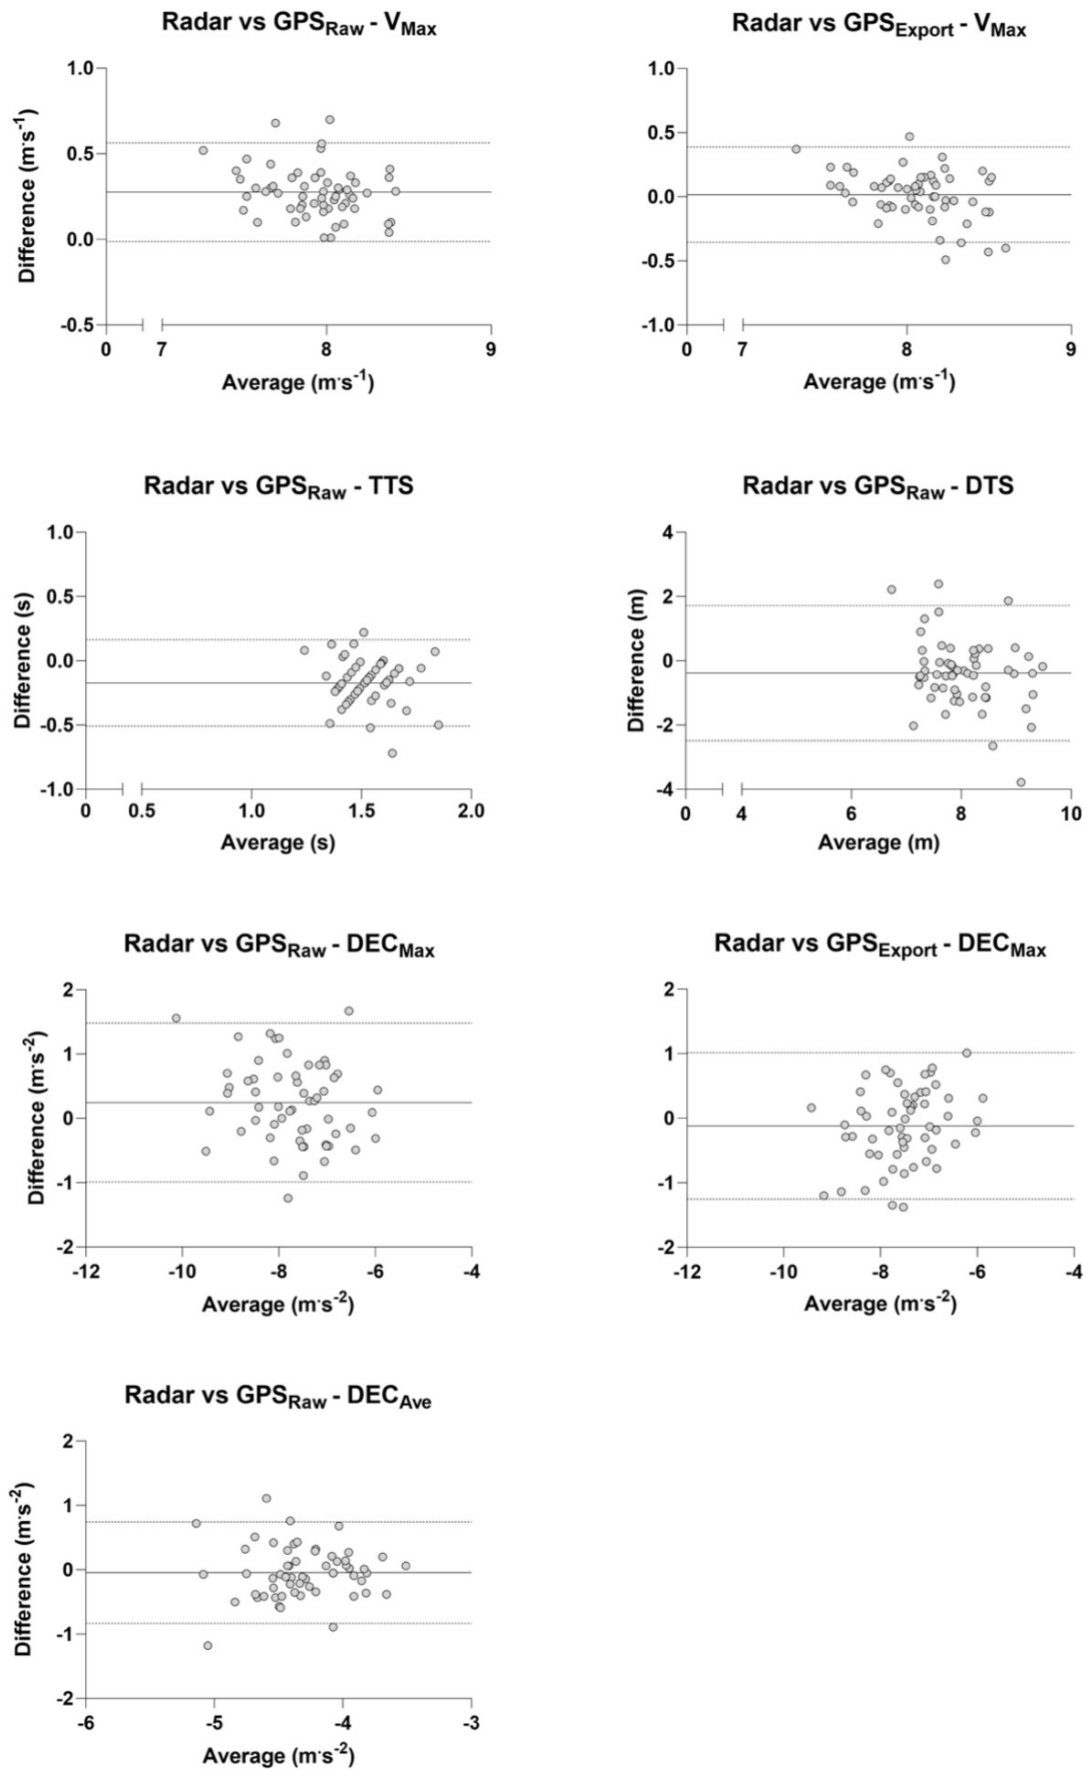 Radar vs GPSRaw - VMax
1.0
0.5
0.0
-0.5
Difference (m·s-1)
0 7 8 9
Average (m·s-1)
Radar vs GPSExport - VMax
1.0
0.5
0.0
-0.5
-1.0
0 7 8 9
Average (m·s-1)
Radar vs GPSRaw - TTS
1.0
0.5
0.0
-0.5
-1.0
Difference (s)
0 0.5 1.0 1.5 2.0
Average (s)
Radar vs GPSRaw - DTS
4
2
0
-2
-4
Difference (m)
0 4 6 8 10
Average (m)
Radar vs GPSRaw - DECMax
2
1
0
-1
-2
Difference (m·s-2)
-12 -10 -8 -6 -4
Average (m·s-2)
Radar vs GPSExport - DECMax
2
1
0
-1
-2
-12 -10 -8 -6 -4
Average (m·s-2)
Radar vs GPSRaw - DECAve
2
1
0
-1
-2
Difference (m·s-2)
-6 -5 -4 -3
Average (m·s-2)